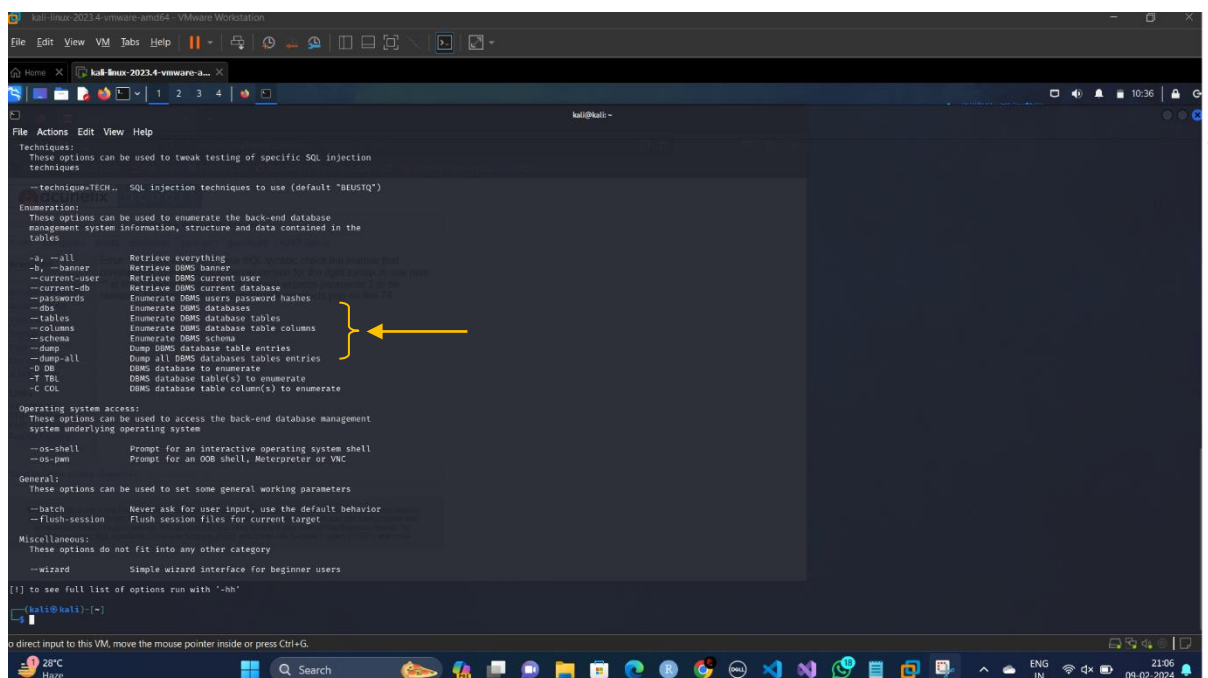 kali-linux-2023.4-vmware-amd64 - VMware Workstation
File Edit View VM Tabs Help
Home kali-linux-2023.4-vmware-a...
1 2 3 4 10:36
kali@kali: ~
File Actions Edit View Help
Techniques:
These options can be used to tweak testing of specific SQL injection
techniques
--technique=TECH.. SQL injection techniques to use (default "BEUSTQ")
Enumeration:
These options can be used to enumerate the back-end database
management system information, structure and data contained in the
tables
-a, --all Retrieve everything
-b, --banner Retrieve DBMS banner
--current-user Retrieve DBMS current user
--current-db Retrieve DBMS current database
--passwords Enumerate DBMS users password hashes
--dbs Enumerate DBMS databases
--tables Enumerate DBMS database tables
--columns Enumerate DBMS database table columns
--schema Enumerate DBMS schema
--dump Dump DBMS database table entries
--dump-all Dump all DBMS databases tables entries
-D DB DBMS database to enumerate
-T TBL DBMS database table(s) to enumerate
-C COL DBMS database table column(s) to enumerate
Operating system access:
These options can be used to access the back-end database management
system underlying operating system
--os-shell Prompt for an interactive operating system shell
--os-pwn Prompt for an OOB shell, Meterpreter or VNC
General:
These options can be used to set some general working parameters
--batch Never ask for user input, use the default behavior
--flush-session Flush session files for current target
Miscellaneous:
These options do not fit into any other category
--wizard Simple wizard interface for beginner users
[!] to see full list of options run with '-hh'
(kali㉿kali)-[~]
$
o direct input to this VM, move the mouse pointer inside or press Ctrl+G.
28°C Search ENG 21:06
Haze IN 09-02-2024